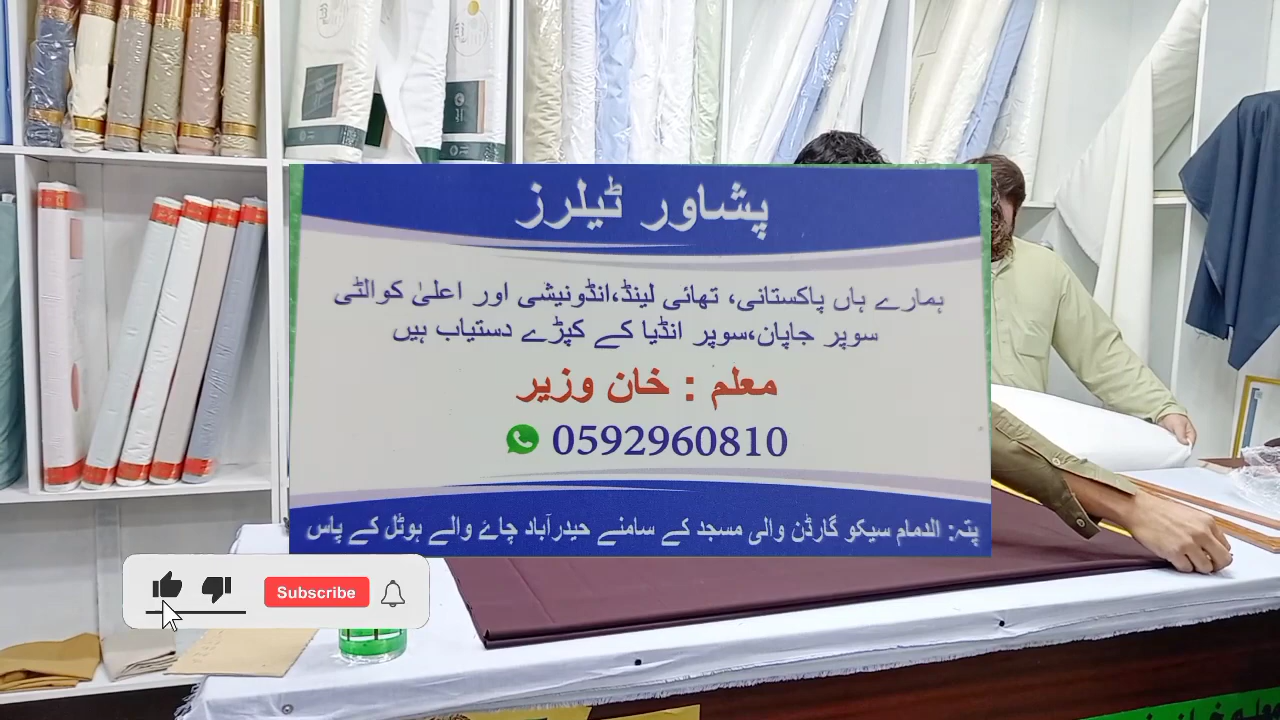 پشاور ٹیلرز
ہمارے ہاں پاکستانی، تھائی لینڈ،انڈونیشی اور اعلیٰ کوالٹی
سوپر جاپان،سوپر انڈیا کے کپڑے دستیاب ہیں
معلم : خان وزیر
0592960810
پتہ: الدمام سیکو گارڈن والی مسجد کے سامنے حیدرآباد چاۓ والے ہوٹل کے پاس
Subscribe